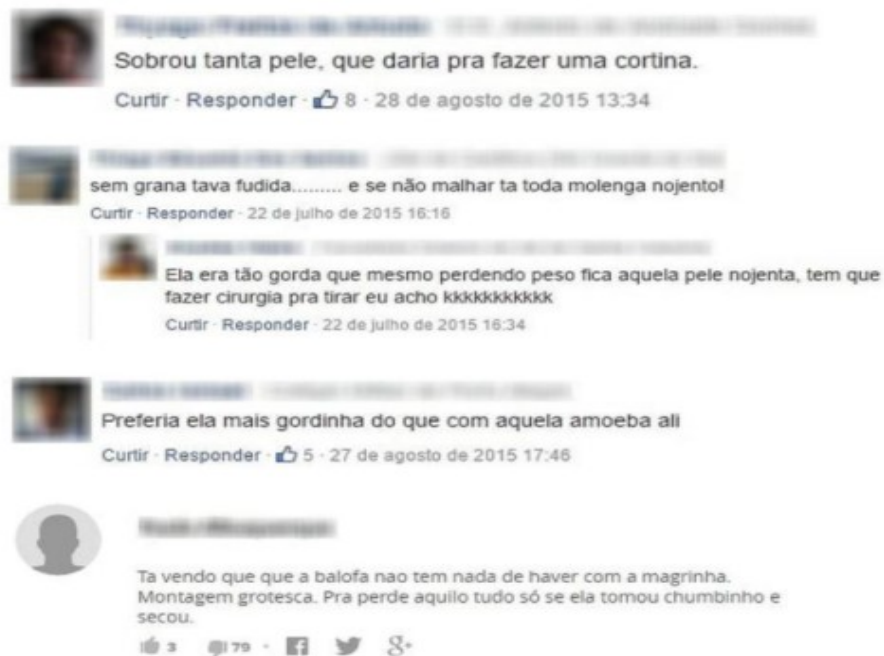 Sobrou tanta pele, que daria pra fazer uma cortina.
Curtir · Responder · 8 · 28 de agosto de 2015 13:34
sem grana tava fudida......... e se não malhar ta toda molenga nojento!
Curtir · Responder · 22 de julho de 2015 16:16
Ela era tão gorda que mesmo perdendo peso fica aquela pele nojenta, tem que
fazer cirurgia pra tirar eu acho kkkkkkkkkkk
Curtir · Responder · 22 de julho de 2015 16:34
Preferia ela mais gordinha do que com aquela amoeba ali
Curtir · Responder · 5 · 27 de agosto de 2015 17:46
Ta vendo que que a balofa nao tem nada de haver com a magrinha.
Montagem grotesca. Pra perde aquilo tudo só se ela tomou chumbinho e
secou.
3 79 ·